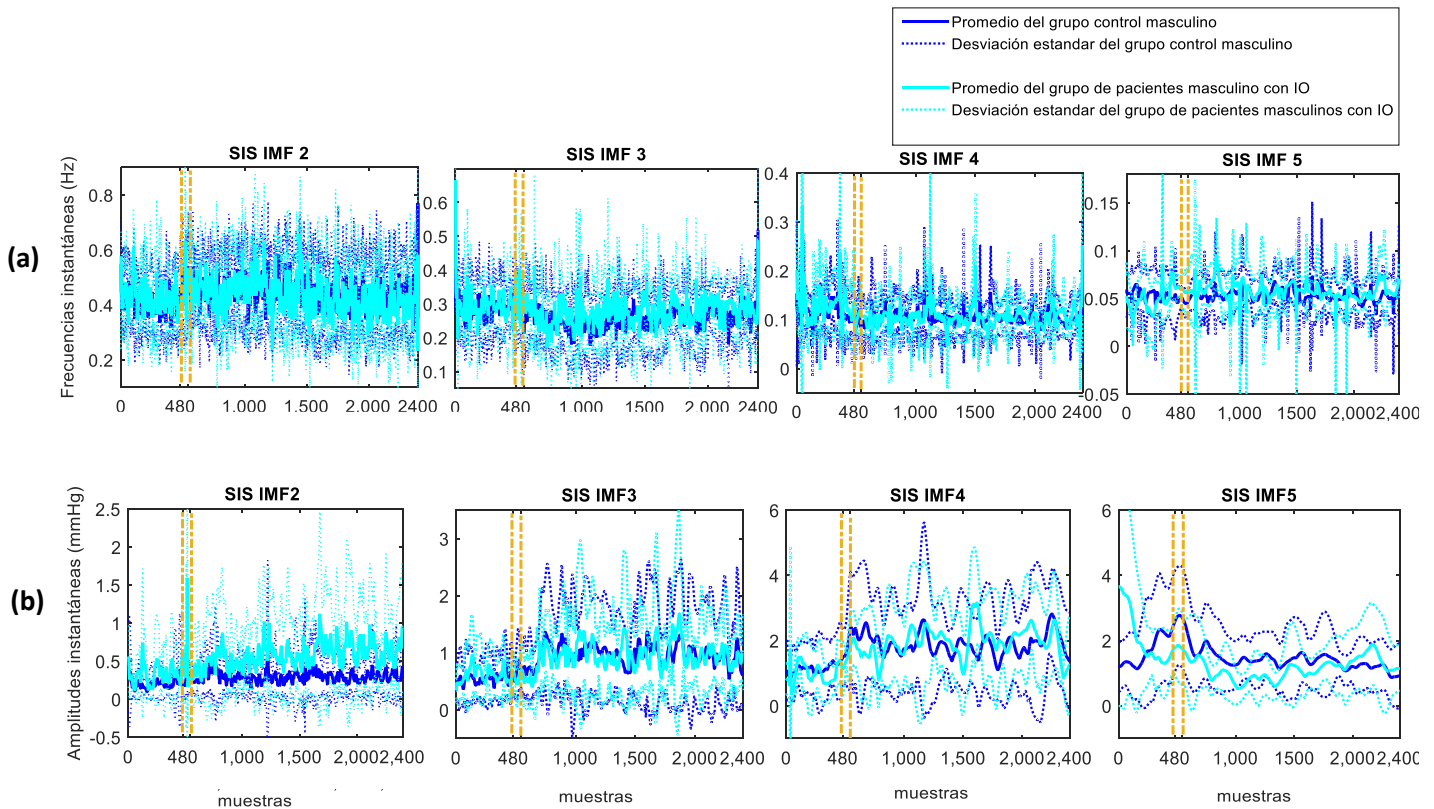 Promedio del grupo control masculino
Desviación estandar del grupo control masculino
Promedio del grupo de pacientes masculino con IO
Desviación estandar del grupo de pacientes masculinos con IO
(a)
Frecuencias instantáneas (Hz)
SIS IMF 2
0.8
0.6
0.4
0.2
0 480 1.000 1.500 2.000 2400
SIS IMF 3
0.6
0.5
0.4
0.3
0.2
0.1
0 480 1.000 1.500 2.000 2400
SIS IMF 4
0.4
0.3
0.2
0.1
0
0 480 1,000 1500 2,000 2400
SIS IMF 5
0.15
0.1
0.05
0
-0.05
0 480 1,000 1500 2,000 2,400
(b)
Amplitudes instantáneas (mmHg)
SIS IMF2
2.5
2
1.5
1
0.5
0
-0.5
0 480 1,000 2,000 2,400
muestras
SIS IMF3
3
2
1
0
0 480 1,000 2,000 2,400
muestras
SIS IMF4
6
4
2
0
0 480 1,000 2,000 2,400
muestras
SIS IMF5
6
4
2
0
0 480 1,000 2,000 2,400
muestras